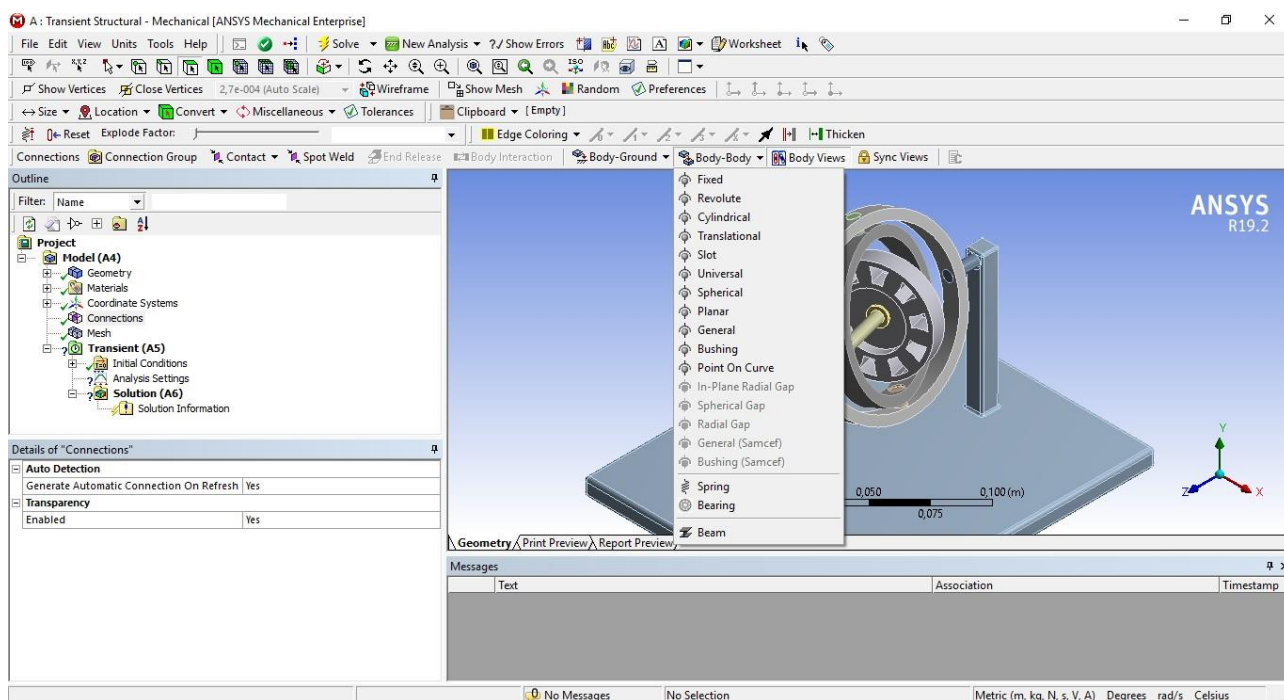 A : Transient Structural - Mechanical [ANSYS Mechanical Enterprise]
File Edit View Units Tools Help Solve New Analysis ?/ Show Errors Worksheet
Show Vertices Close Vertices 2,7e-004 (Auto Scale) Wireframe Show Mesh Random Preferences
Size Location Convert Miscellaneous Tolerances Clipboard [Empty]
Reset Explode Factor: Edge Coloring Thicken
Connections Connection Group Contact Spot Weld End Release Body Interaction Body-Ground Body-Body Body Views Sync Views
Outline
Filter: Name
Project
Model (A4)
Geometry
Materials
Coordinate Systems
Connections
Mesh
Transient (A5)
Initial Conditions
Analysis Settings
Solution (A6)
Solution Information
Details of "Connections"
Auto Detection
Generate Automatic Connection On Refresh Yes
Transparency
Enabled Yes
Fixed
Revolute
Cylindrical
Translational
Slot
Universal
Spherical
Planar
General
Bushing
Point On Curve
In-Plane Radial Gap
Spherical Gap
Radial Gap
General (Samcef)
Bushing (Samcef)
Spring
Bearing
Beam
ANSYS
R19.2
0,050 0,100 (m)
0,075
Y
Z X
Geometry Print Preview Report Preview
Messages
Text Association Timestamp
No Messages No Selection Metric (m, kg, N, s, V, A) Degrees rad/s Celsius